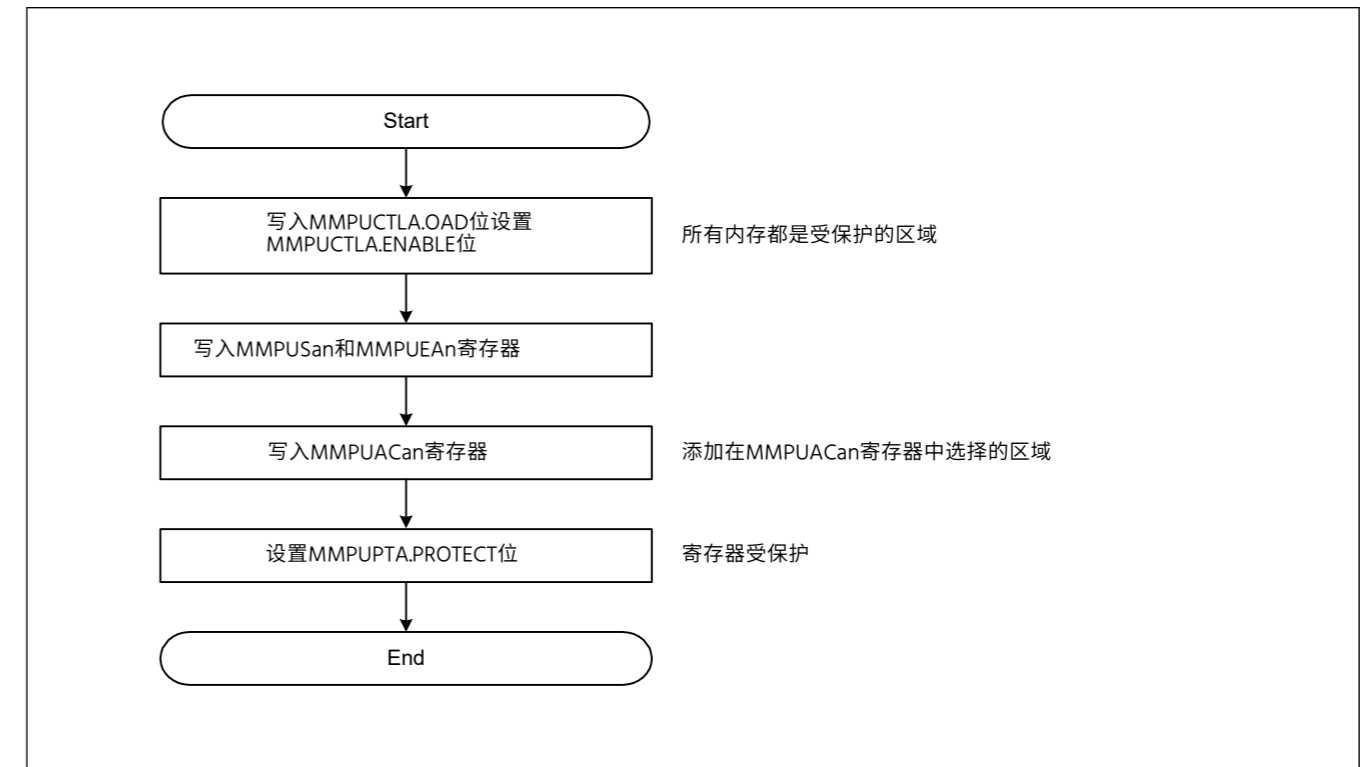 Start
写入MMPUCTLA.OAD位设置
MMPUCTLA.ENABLE位
所有内存都是受保护的区域
写入MMPUSan和MMPUEAn寄存器
写入MMPUACan寄存器
添加在MMPUACan寄存器中选择的区域
设置MMPUPTA.PROTECT位
寄存器受保护
End